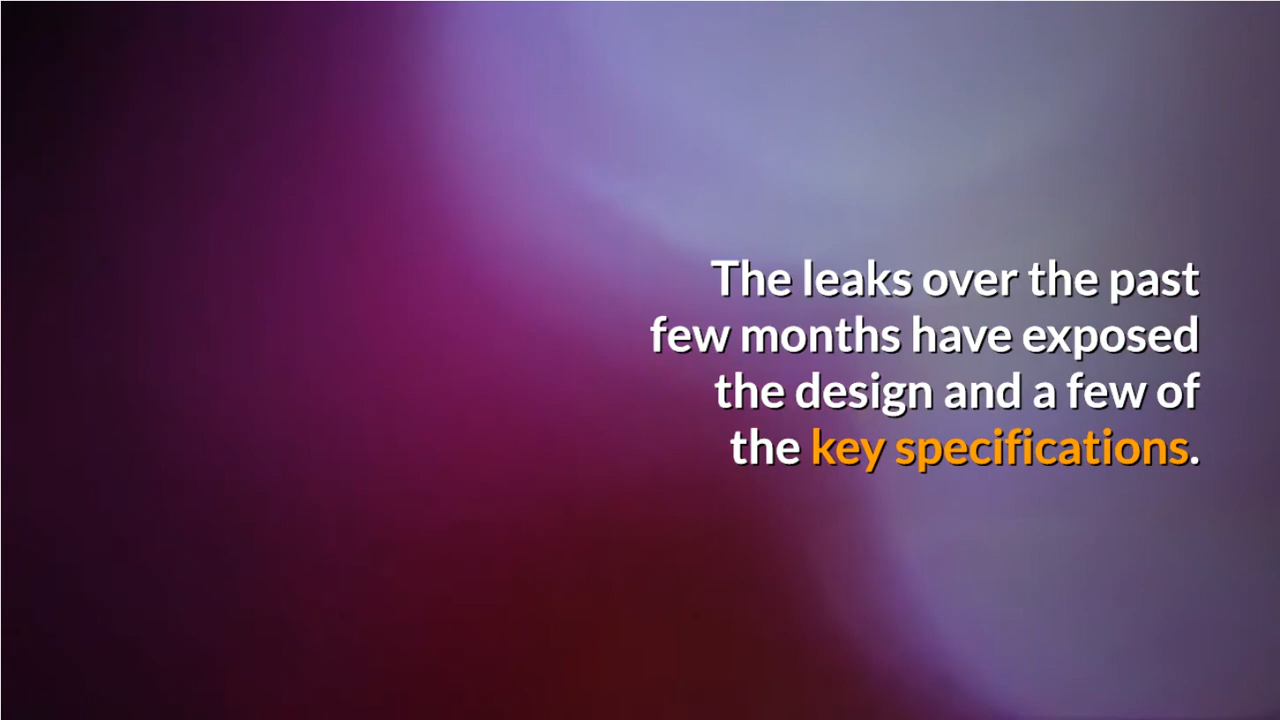 The leaks over the past
few months have exposed
the design and a few of
the key specifications.